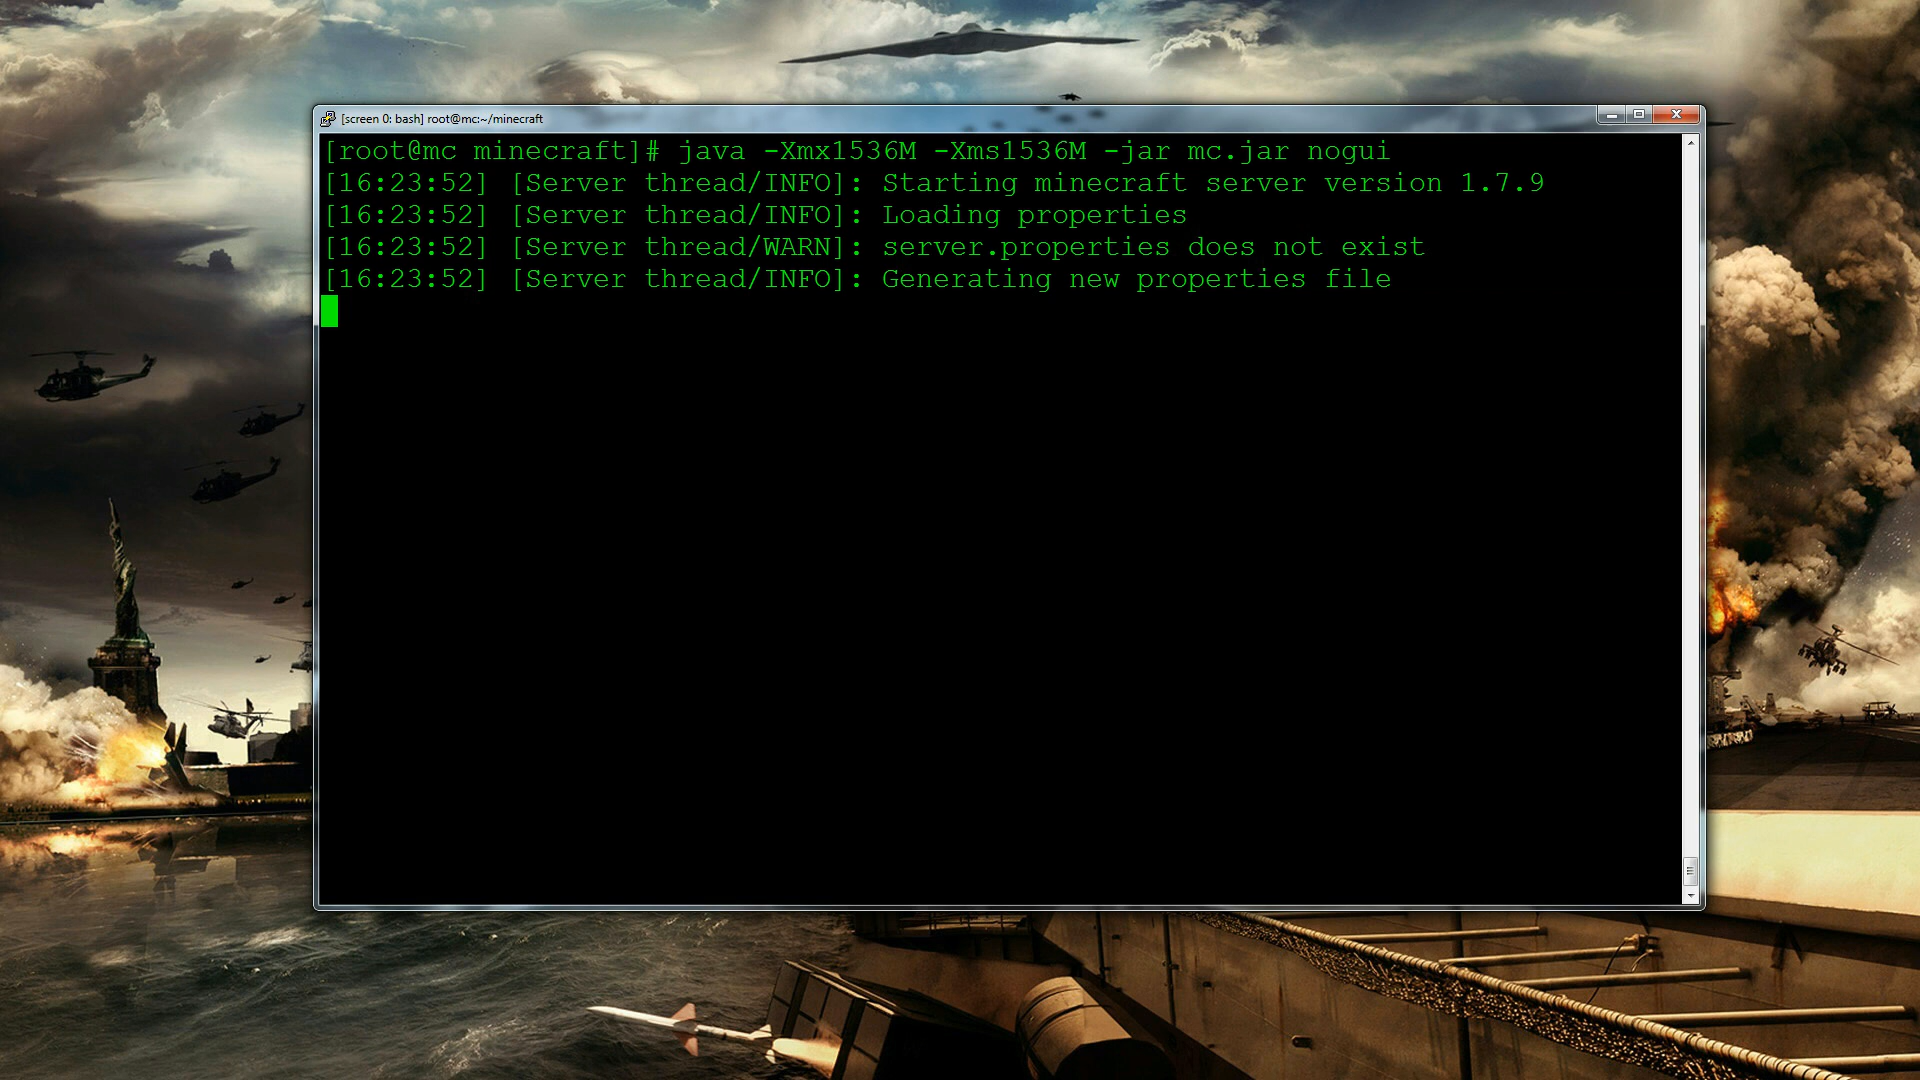 [screen 0: bash] root@mc:~/minecraft
[root@mc minecraft]# java -Xmx1536M -Xms1536M -jar mc.jar nogui
[16:23:52] [Server thread/INFO]: Starting minecraft server version 1.7.9
[16:23:52] [Server thread/INFO]: Loading properties
[16:23:52] [Server thread/WARN]: server.properties does not exist
[16:23:52] [Server thread/INFO]: Generating new properties file